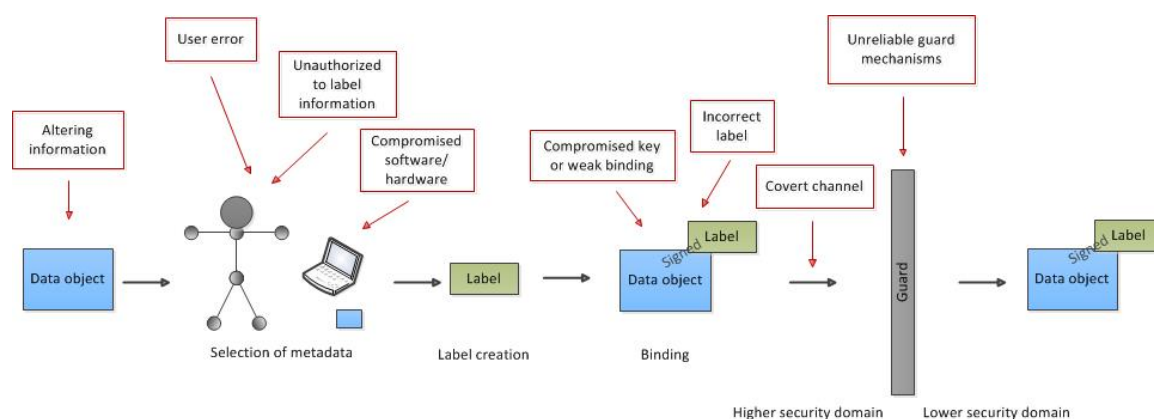 User error
Unauthorized
to label
information
Unreliable guard
mechanisms
Altering
information
Compromised
software/
hardware
Compromised key
or weak binding
Incorrect
label
Covert channel
Data object
Label
Signed
Label
Data object
Guard
Signed
Label
Data object
Selection of metadata
Label creation
Binding
Higher security domain
Lower security domain